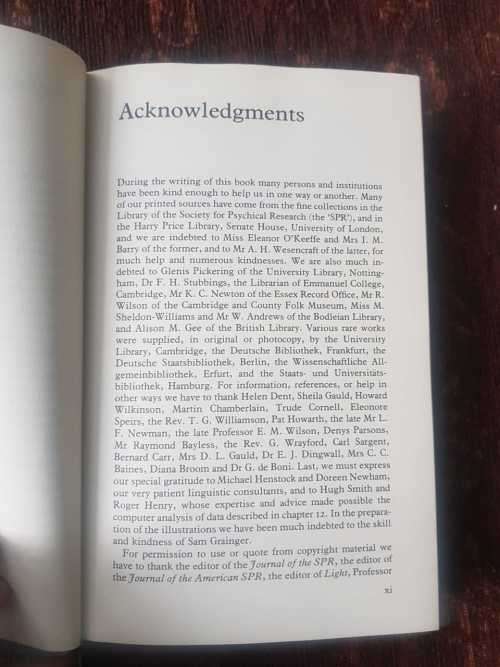 Acknowledgments
During the writing of this book many persons and institutions
have been kind enough to help us in one way or another. Many
of our printed sources have come from the fine collections in the
Library of the Society for Psychical Research (the 'SPR'), and in
the Harry Price Library, Senate House, University of London,
and we are indebted to Miss Eleanor O'Keeffe and Mrs I. M.
Barry of the former, and to Mr A. H. Wesencraft of the latter, for
much help and numerous kindnesses. We are also much in-
debted to Glenis Pickering of the University Library, Notting-
ham, Dr F. H. Stubbings, the Librarian of Emmanuel College,
Cambridge, Mr K. C. Newton of the Essex Record Office, Mr R.
Wilson of the Cambridge and County Folk Museum, Miss M.
Sheldon-Williams and Mr W. Andrews of the Bodleian Library,
and Alison M. Gee of the British Library. Various rare works
were supplied, in original or photocopy, by the University
Library, Cambridge, the Deutsche Bibliothek, Frankfurt, the
Deutsche Staatsbibliothek, Berlin, the Wissenschaftliche All-
gemeinbibliothek, Erfurt, and the Staats- und Universitäts-
bibliothek, Hamburg. For information, references, or help in
other ways we have to thank Helen Dent, Sheila Gauld, Howard
Wilkinson, Martin Chamberlain, Trude Cornell, Eleonore
Speirs, the Rev. T. G. Williamson, Pat Howarth, the late Mr L.
F. Newman, the late Professor E. M. Wilson, Denys Parsons,
Mr Raymond Bayless, the Rev. G. Wrayford, Carl Sargent,
Bernard Carr, Mrs D. L. Gauld, Dr E. J. Dingwall, Mrs C. C.
Baines, Diana Broom and Dr G. de Boni. Last, we must express
our special gratitude to Michael Henstock and Doreen Newham,
our very patient linguistic consultants, and to Hugh Smith and
Roger Henry, whose expertise and advice made possible the
computer analysis of data described in chapter 12. In the prepara-
tion of the illustrations we have been much indebted to the skill
and kindness of Sam Grainger.
For permission to use or quote from copyright material we
have to thank the editor of the Journal of the SPR, the editor of
the Journal of the American SPR, the editor of Light, Professor
xi